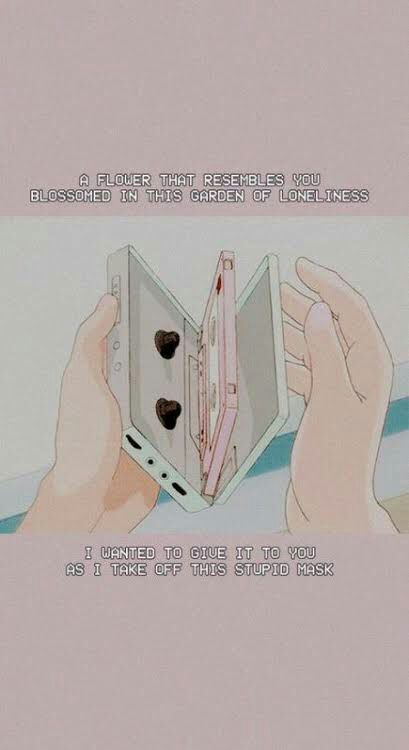 A FLOWER THAT RESEMBLES YOU
BLOSSOMED IN THIS GARDEN OF LONELINESS
I WANTED TO GIVE IT TO YOU
AS I TAKE OFF THIS STUPID MASK